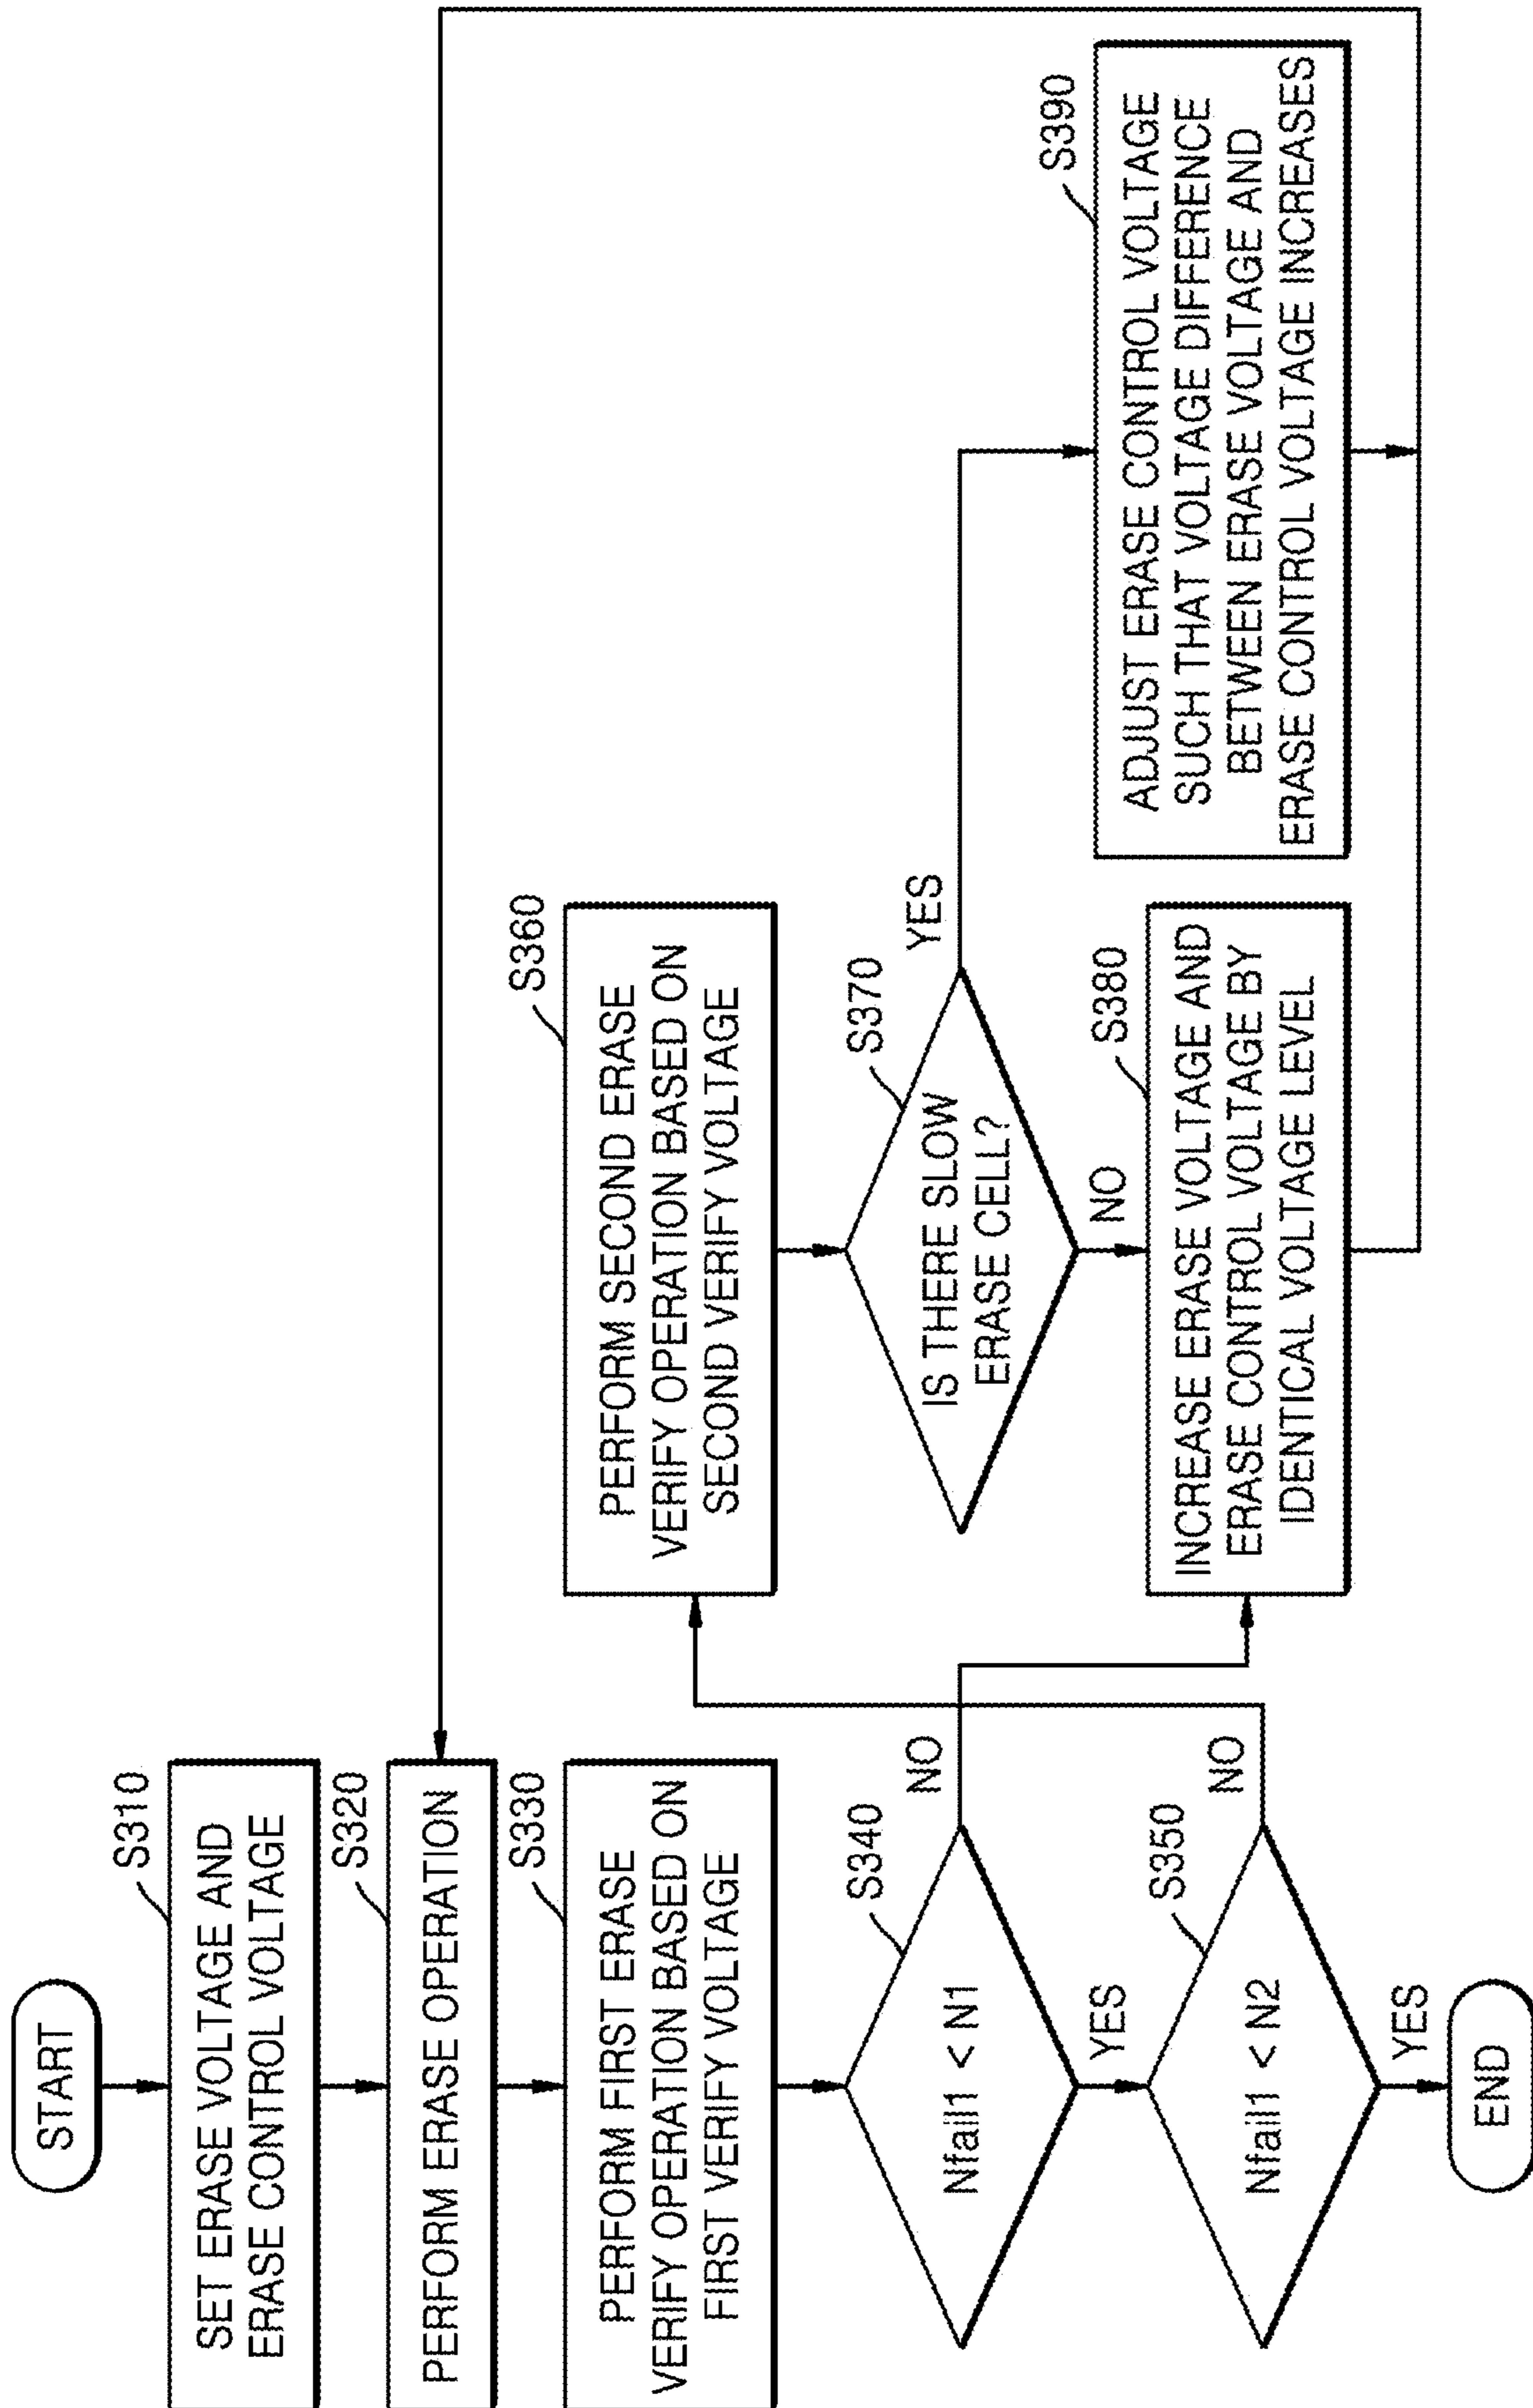 START
S310
SET ERASE VOLTAGE AND
ERASE CONTROL VOLTAGE
S320
PERFORM ERASE OPERATION
S330
PERFORM FIRST ERASE
VERIFY OPERATION BASED ON
FIRST VERIFY VOLTAGE
S340
Nfail1 < N1
NO
YES
S350
Nfail1 < N2
NO
YES
END
S360
PERFORM SECOND ERASE
VERIFY OPERATION BASED ON
SECOND VERIFY VOLTAGE
S370
IS THERE SLOW
ERASE CELL?
YES
NO
S380
INCREASE ERASE VOLTAGE AND
ERASE CONTROL VOLTAGE BY
IDENTICAL VOLTAGE LEVEL
S390
ADJUST ERASE CONTROL VOLTAGE
SUCH THAT VOLTAGE DIFFERENCE
BETWEEN ERASE VOLTAGE AND
ERASE CONTROL VOLTAGE INCREASES